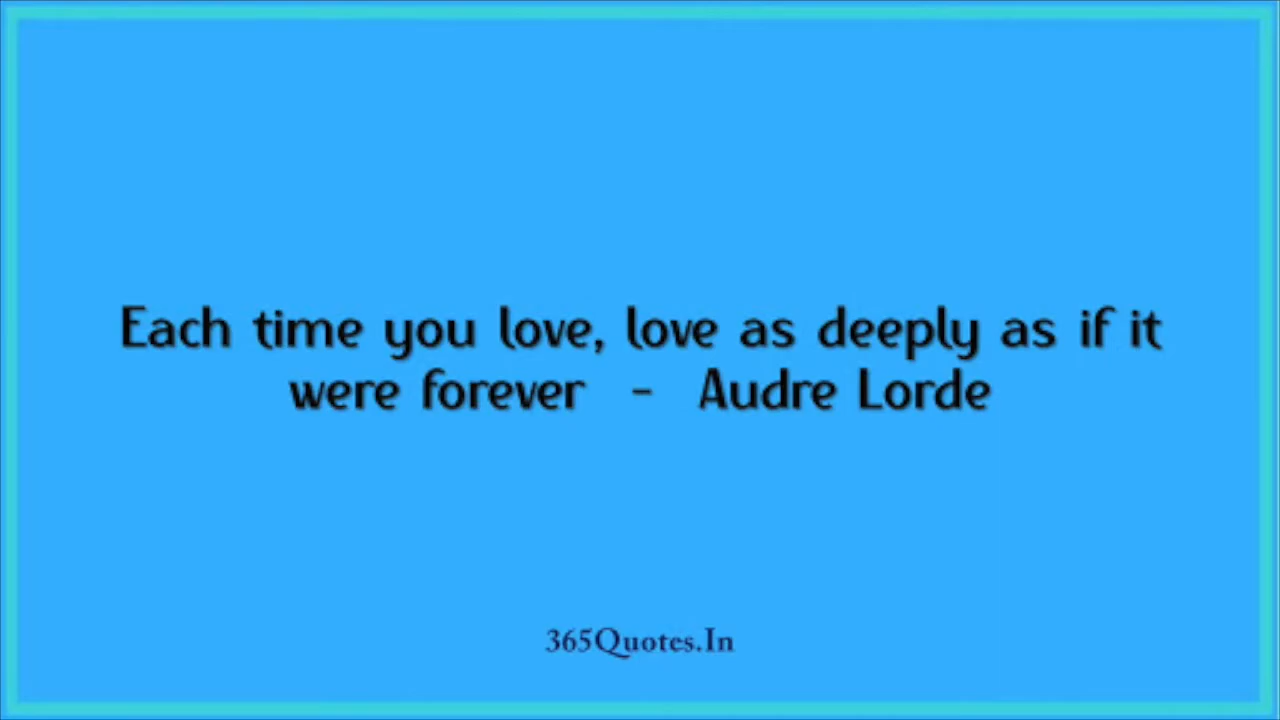 Each time you love, love as deeply as if it
were forever - Audre Lorde
365Quotes.In